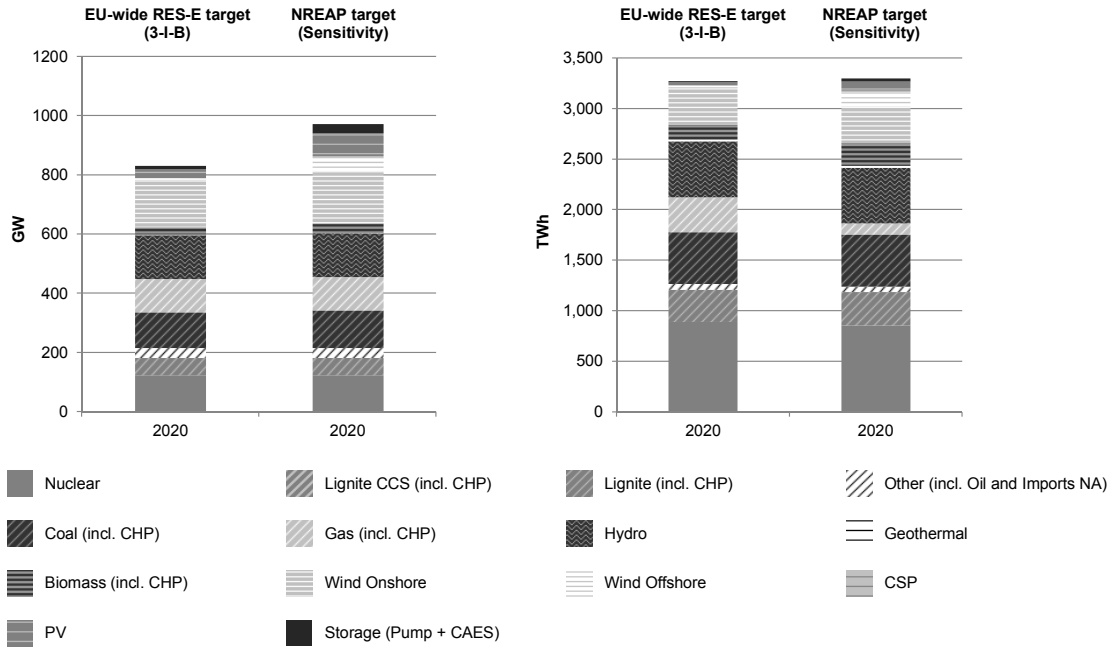 EU-wide RES-E target
(3-I-B)
NREAP target
(Sensitivity)
1200
1000
800
600
400
200
0
GW
2020
2020
EU-wide RES-E target
(3-I-B)
NREAP target
(Sensitivity)
3,500
3,000
2,500
2,000
1,500
1,000
500
0
TWh
2020
2020
Nuclear
Lignite CCS (incl. CHP)
Lignite (incl. CHP)
Other (incl. Oil and Imports NA)
Coal (incl. CHP)
Gas (incl. CHP)
Hydro
Geothermal
Biomass (incl. CHP)
Wind Onshore
Wind Offshore
CSP
PV
Storage (Pump + CAES)